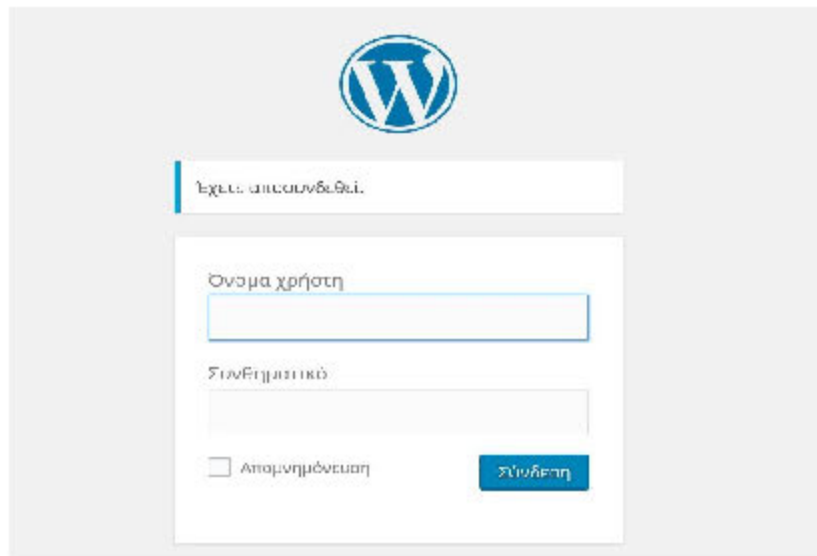 Έχετε αποσυνδεθεί.
Όνομα χρήστη
Συνθηματικό
Απομνημόνευση
Σύνδεση